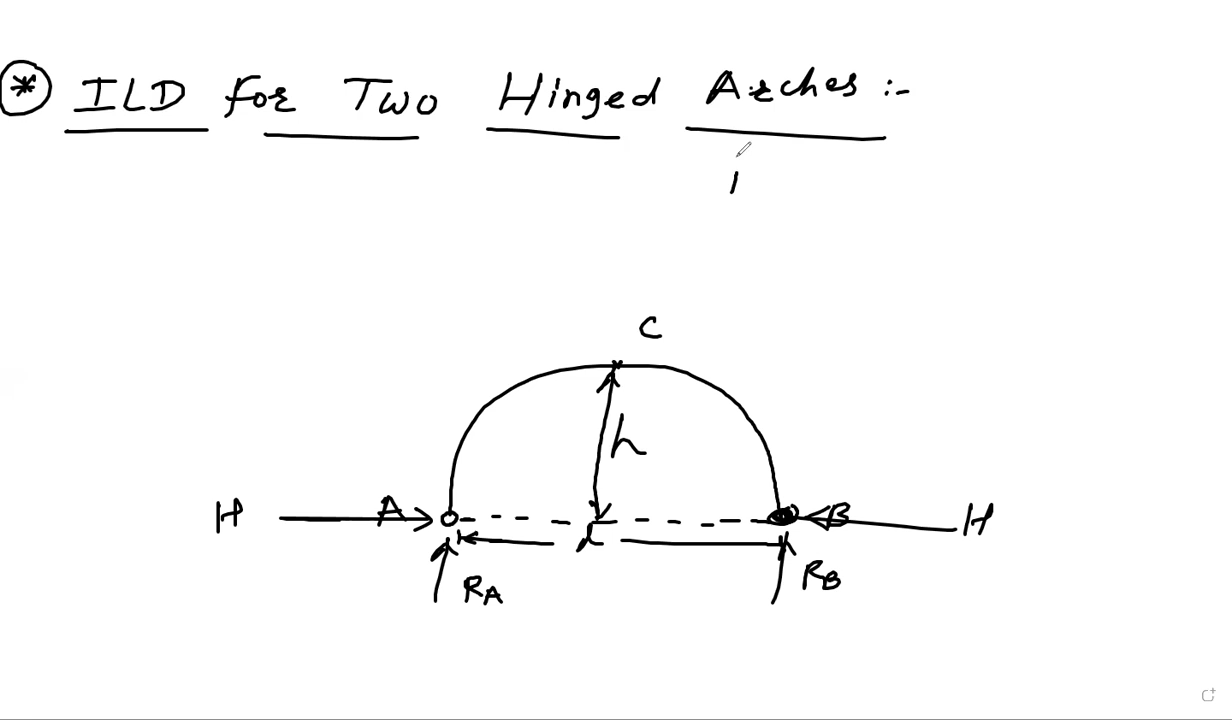 * ILD for Two Hinged Arches :-
C
h
H A B H
l
RA RB